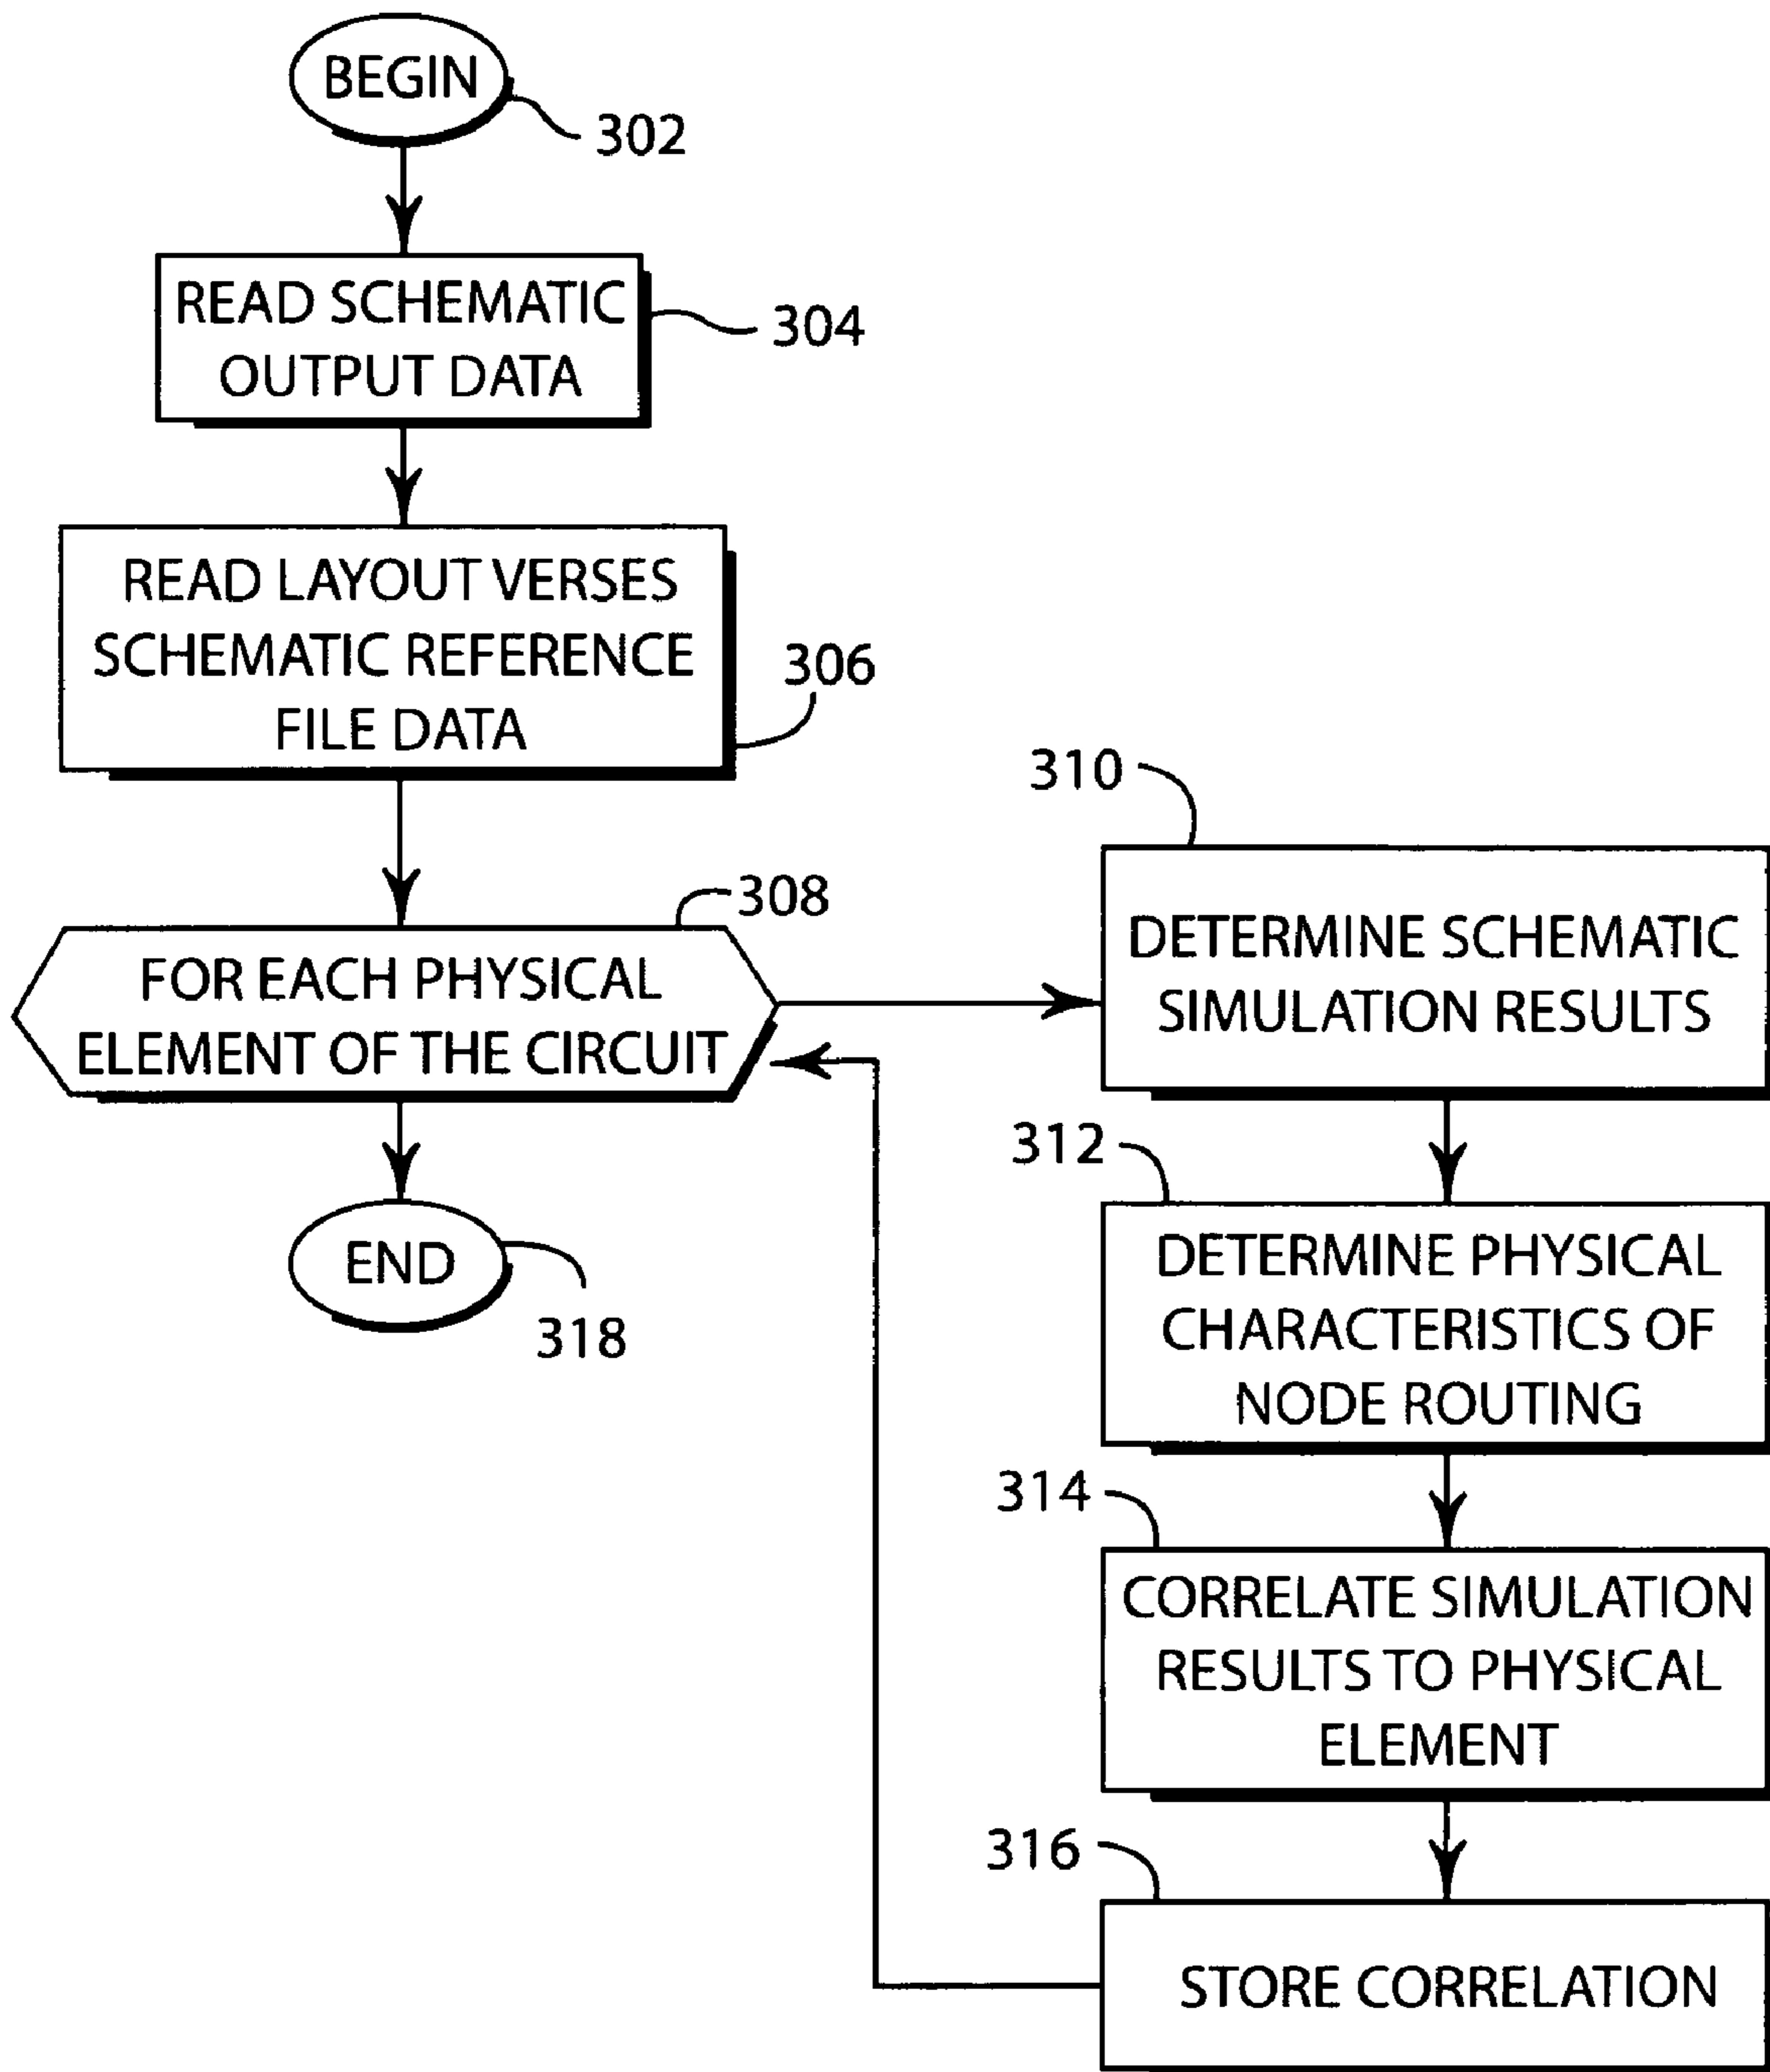 BEGIN
302
READ SCHEMATIC
OUTPUT DATA
304
READ LAYOUT VERSES
SCHEMATIC REFERENCE
FILE DATA
306
308
FOR EACH PHYSICAL
ELEMENT OF THE CIRCUIT
END
318
310
DETERMINE SCHEMATIC
SIMULATION RESULTS
312
DETERMINE PHYSICAL
CHARACTERISTICS OF
NODE ROUTING
314
CORRELATE SIMULATION
RESULTS TO PHYSICAL
ELEMENT
316
STORE CORRELATION